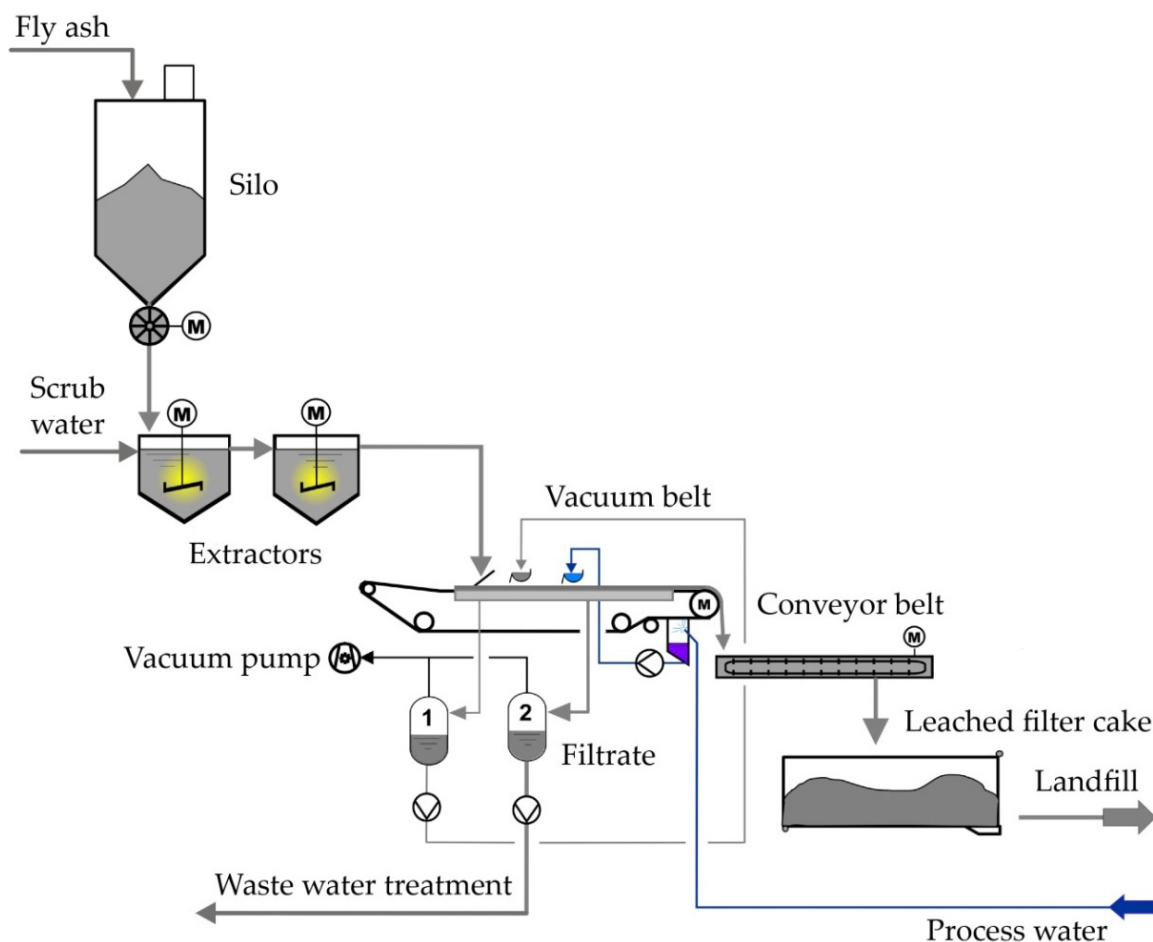 Fly ash
Silo
M
Scrub
water
M
M
Extractors
Vacuum belt
M
Conveyor belt
M
Vacuum pump
1
2
Filtrate
Leached filter cake
Landfill
Waste water treatment
Process water